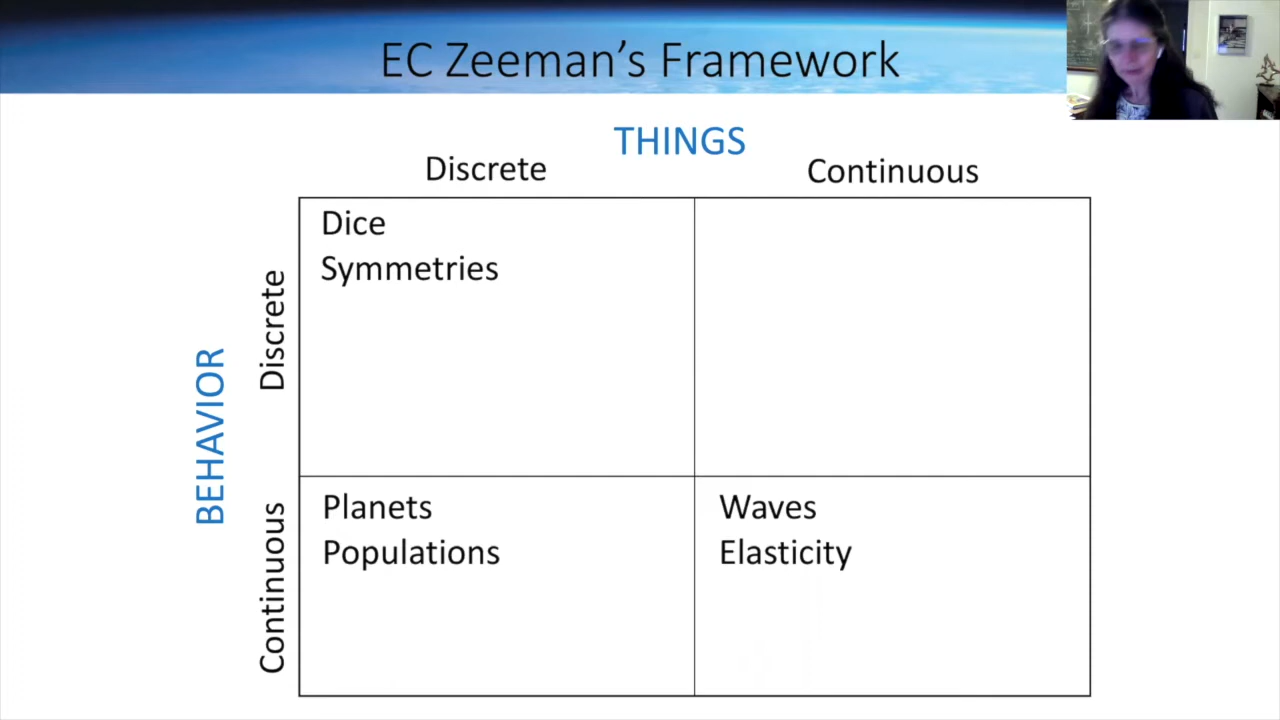 EC Zeeman's Framework
THINGS
Discrete
Continuous
BEHAVIOR
Discrete
Dice
Symmetries
Continuous
Planets
Populations
Waves
Elasticity